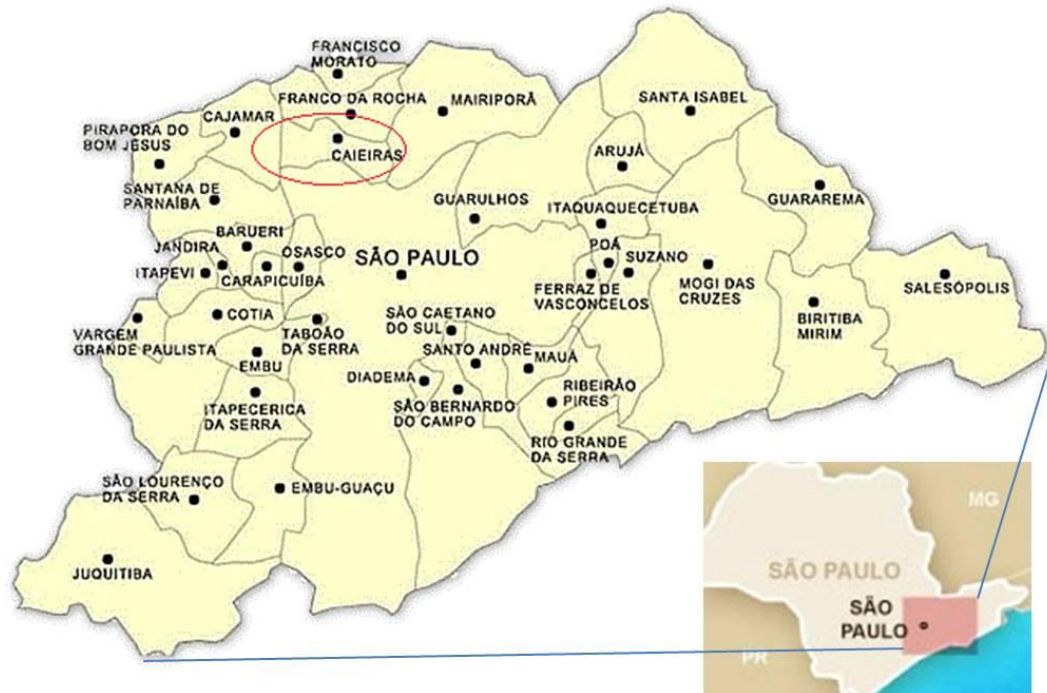 FRANCISCO
MORATO
FRANCO DA ROCHA
MAIRIPORÃ
SANTA ISABEL
CAJAMAR
PIRAPORA DO
BOM JESUS
CAIEIRAS
ARUJÁ
SANTANA DE
PARNAÍBA
GUARULHOS
ITAQUAQUECETUBA
GUARAREMA
BARUERI
JANDIRA
OSASCO
POÁ
SUZANO
ITAPEVI
CARAPICUÍBA
SÃO PAULO
FERRAZ DE
VASCONCELOS
MOGI DAS
CRUZES
SALESÓPOLIS
COTIA
SÃO CAETANO
DO SUL
BIRITIBA
MIRIM
VARGEM
GRANDE PAULISTA
TABOÃO
DA SERRA
SANTO ANDRÉ
MAUÁ
EMBU
DIADEMA
RIBEIRÃO
PIRES
ITAPECERICA
DA SERRA
SÃO BERNARDO
DO CAMPO
RIO GRANDE
DA SERRA
SÃO LOURENÇO
DA SERRA
EMBU-GUAÇU
JUQUITIBA
MG
SÃO PAULO
SÃO
PAULO
PR